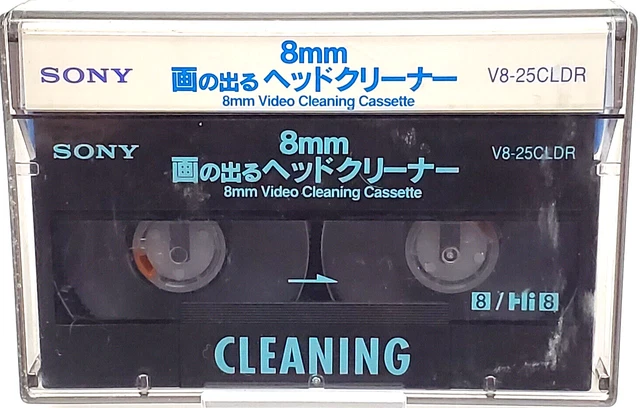 SONY
8mm
画の出るヘッドクリーナー
8mm Video Cleaning Cassette
V8-25CLDR
SONY
8mm
画の出るヘッドクリーナー
8mm Video Cleaning Cassette
V8-25CLDR
8 / Hi8
CLEANING